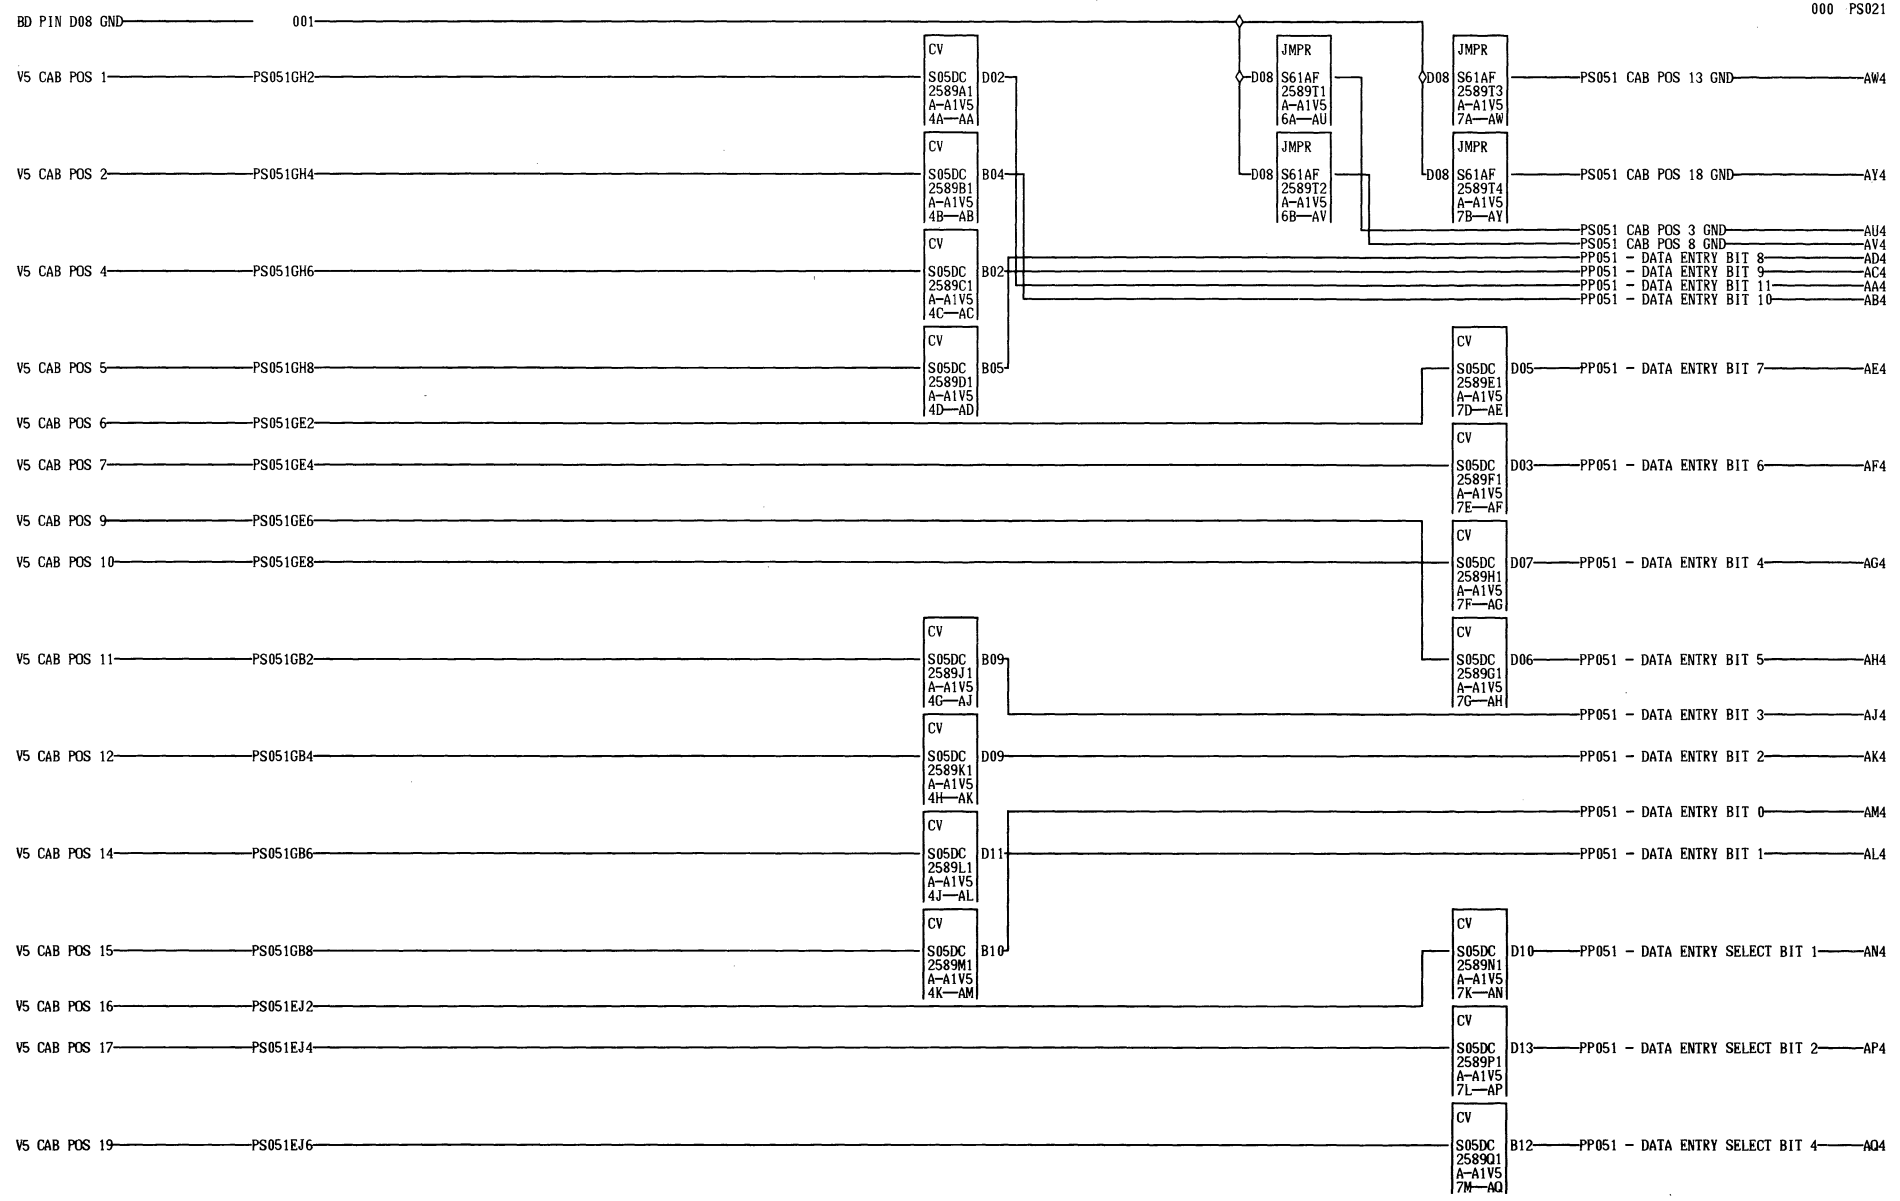 000 PS021
BD PIN D08 GND 001
CV JMPR JMPR
V5 CAB POS 1 PS051GH2 S05DC D02 D08 S61AF D08 S61AF PS051 CAB POS 13 GND AW4
2589A1 2589T1 2589T3
A-A1V5 A-A1V5 A-A1V5
4A—AA 6A—AU 7A—AW
CV JMPR JMPR
V5 CAB POS 2 PS051GH4 S05DC B04 D08 S61AF D08 S61AF PS051 CAB POS 18 GND AY4
2589B1 2589T2 2589T4
A-A1V5 A-A1V5 A-A1V5
4B—AB 6B—AV 7B—AY
PS051 CAB POS 3 GND AU4
CV PS051 CAB POS 8 GND AV4
PP051 - DATA ENTRY BIT 8 AD4
V5 CAB POS 4 PS051GH6 S05DC B02 PP051 - DATA ENTRY BIT 9 AC4
2589C1 PP051 - DATA ENTRY BIT 11 AA4
A-A1V5 PP051 - DATA ENTRY BIT 10 AB4
4C—AC
CV CV
V5 CAB POS 5 PS051GH8 S05DC B05 S05DC D05 PP051 - DATA ENTRY BIT 7 AE4
2589D1 2589E1
A-A1V5 A-A1V5
4D—AD 7D—AE
V5 CAB POS 6 PS051GE2
CV
V5 CAB POS 7 PS051GE4 S05DC D03 PP051 - DATA ENTRY BIT 6 AF4
2589F1
A-A1V5
7E—AF
V5 CAB POS 9 PS051GE6
CV
V5 CAB POS 10 PS051GE8 S05DC D07 PP051 - DATA ENTRY BIT 4 AG4
2589H1
A-A1V5
7F—AG
CV CV
V5 CAB POS 11 PS051GB2 S05DC B09 S05DC D06 PP051 - DATA ENTRY BIT 5 AH4
2589J1 2589G1
A-A1V5 A-A1V5
4G—AJ 7G—AH
PP051 - DATA ENTRY BIT 3 AJ4
CV
V5 CAB POS 12 PS051GB4 S05DC D09 PP051 - DATA ENTRY BIT 2 AK4
2589K1
A-A1V5
4H—AK
PP051 - DATA ENTRY BIT 0 AM4
CV
V5 CAB POS 14 PS051GB6 S05DC D11 PP051 - DATA ENTRY BIT 1 AL4
2589L1
A-A1V5
4J—AL
CV CV
V5 CAB POS 15 PS051GB8 S05DC B10 S05DC D10 PP051 - DATA ENTRY SELECT BIT 1 AN4
2589M1 2589N1
A-A1V5 A-A1V5
4K—AM 7K—AN
V5 CAB POS 16 PS051EJ2
CV
V5 CAB POS 17 PS051EJ4 S05DC D13 PP051 - DATA ENTRY SELECT BIT 2 AP4
2589P1
A-A1V5
7L—AP
CV
V5 CAB POS 19 PS051EJ6 S05DC B12 PP051 - DATA ENTRY SELECT BIT 4 AQ4
2589Q1
A-A1V5
7M—AQ